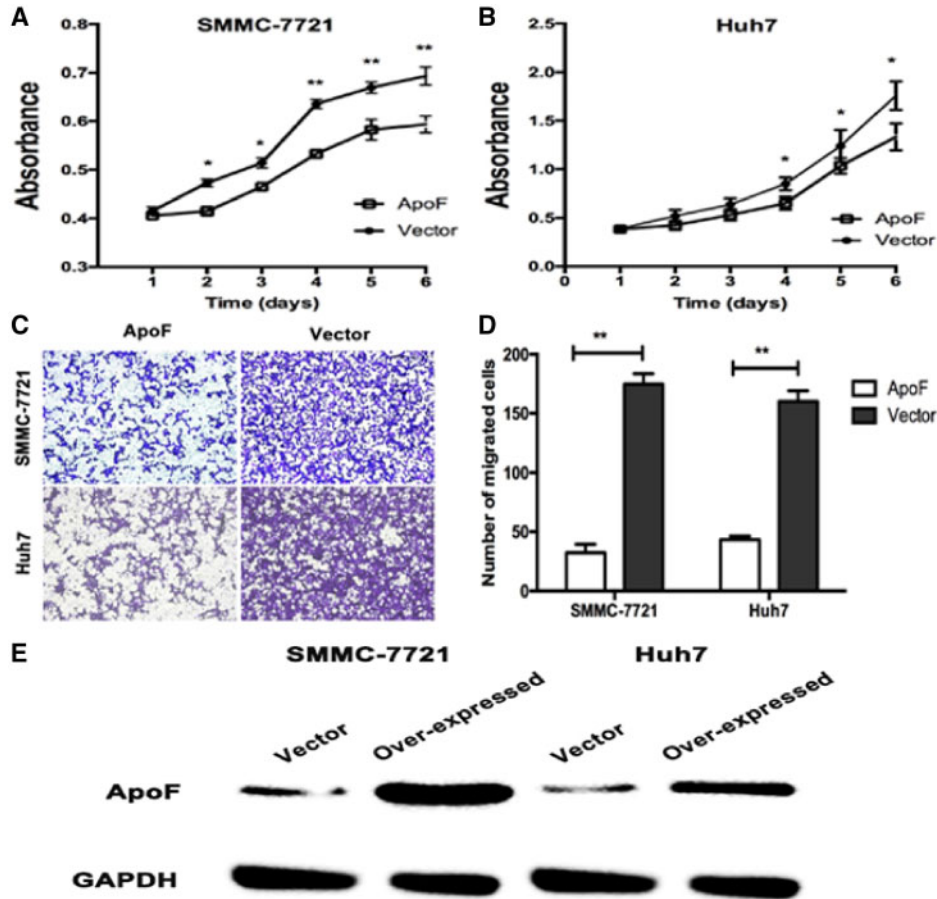 A
SMMC-7721
Absorbance
0.8
0.7
0.6
0.5
0.4
0.3
*
*
**
**
**
ApoF
Vector
1 2 3 4 5 6
Time (days)
B
Huh7
Absorbance
2.5
2.0
1.5
1.0
0.5
0.0
*
*
*
ApoF
Vector
0 1 2 3 4 5 6
Time (days)
C
ApoF Vector
SMMC-7721
Huh7
D
Number of migrated cells
200
150
100
50
0
**
**
ApoF
Vector
SMMC-7721 Huh7
E
SMMC-7721 Huh7
Vector Over-expressed Vector Over-expressed
ApoF
GAPDH